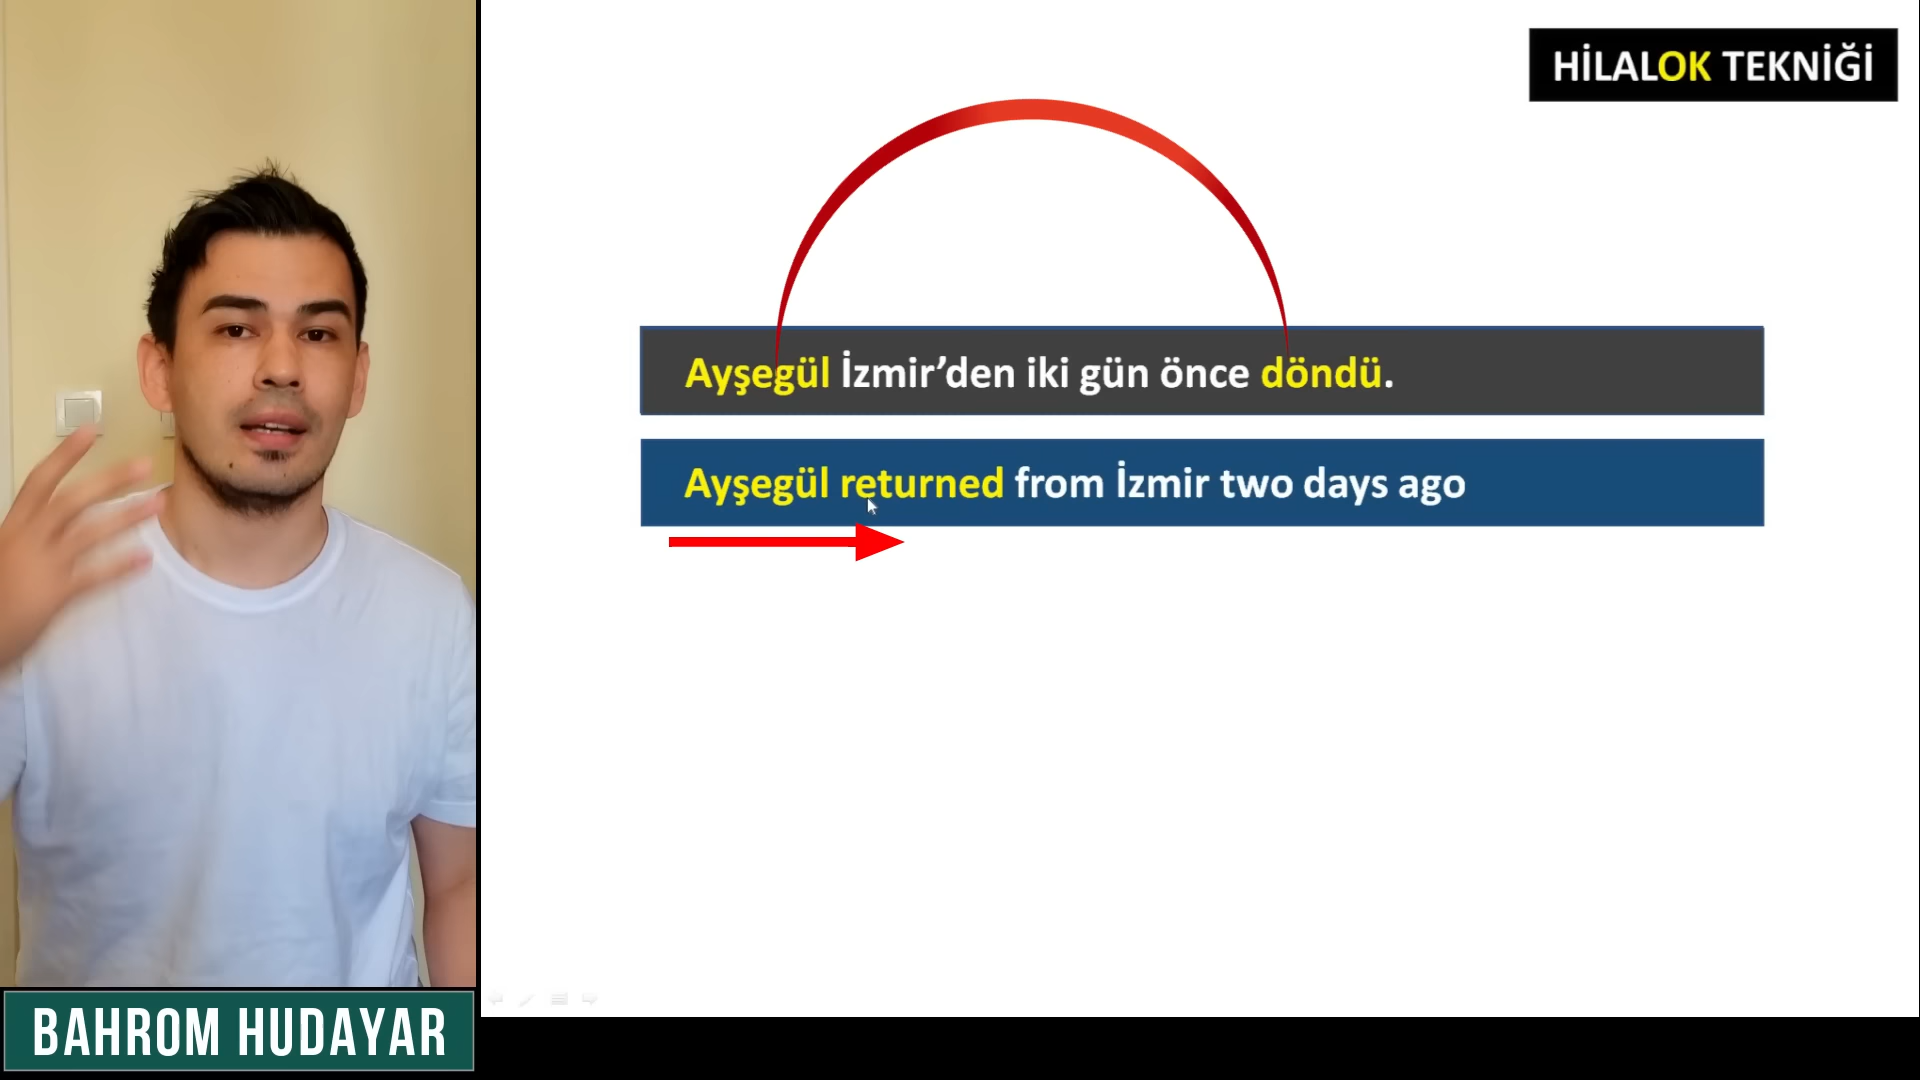 HİLALOK TEKNİĞİ
Ayşegül İzmir’den iki gün önce döndü.
Ayşegül returned from İzmir two days ago
BAHROM HUDAYAR